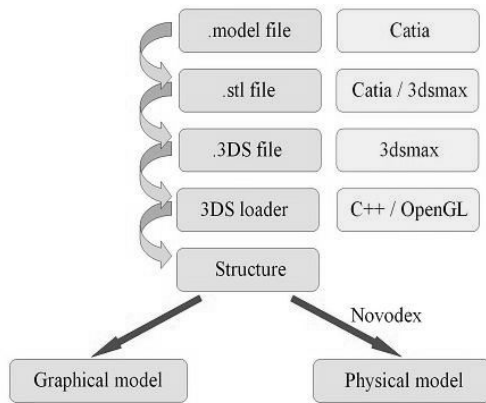 .model file
Catia
.stl file
Catia / 3dsmax
.3DS file
3dsmax
3DS loader
C++ / OpenGL
Structure
Novodex
Graphical model
Physical model